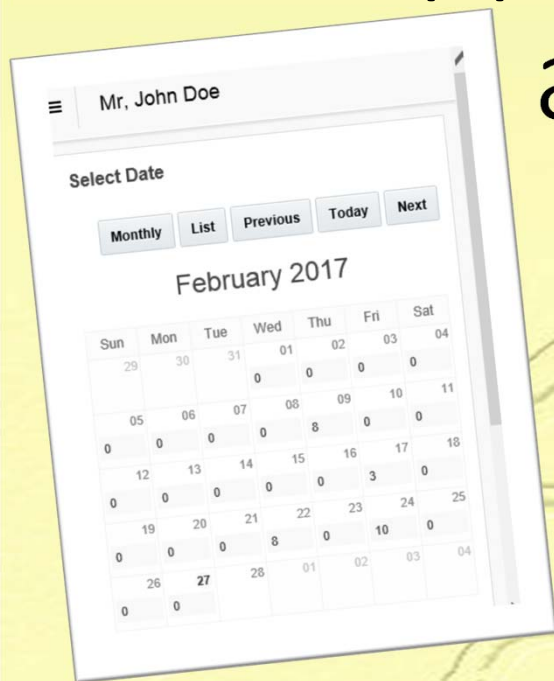 Mr, John Doe
Select Date
Monthly List Previous Today Next
February 2017
Sun Mon Tue Wed Thu Fri Sat
29 30 31 01 02 03 04
0 0 0 0
05 06 07 08 09 10 11
0 0 0 0 8 0 0
12 13 14 15 16 17 18
0 0 0 0 0 3 0
19 20 21 22 23 24 25
0 0 0 8 0 10 0
26 27 28 01 02 03 04
0 0